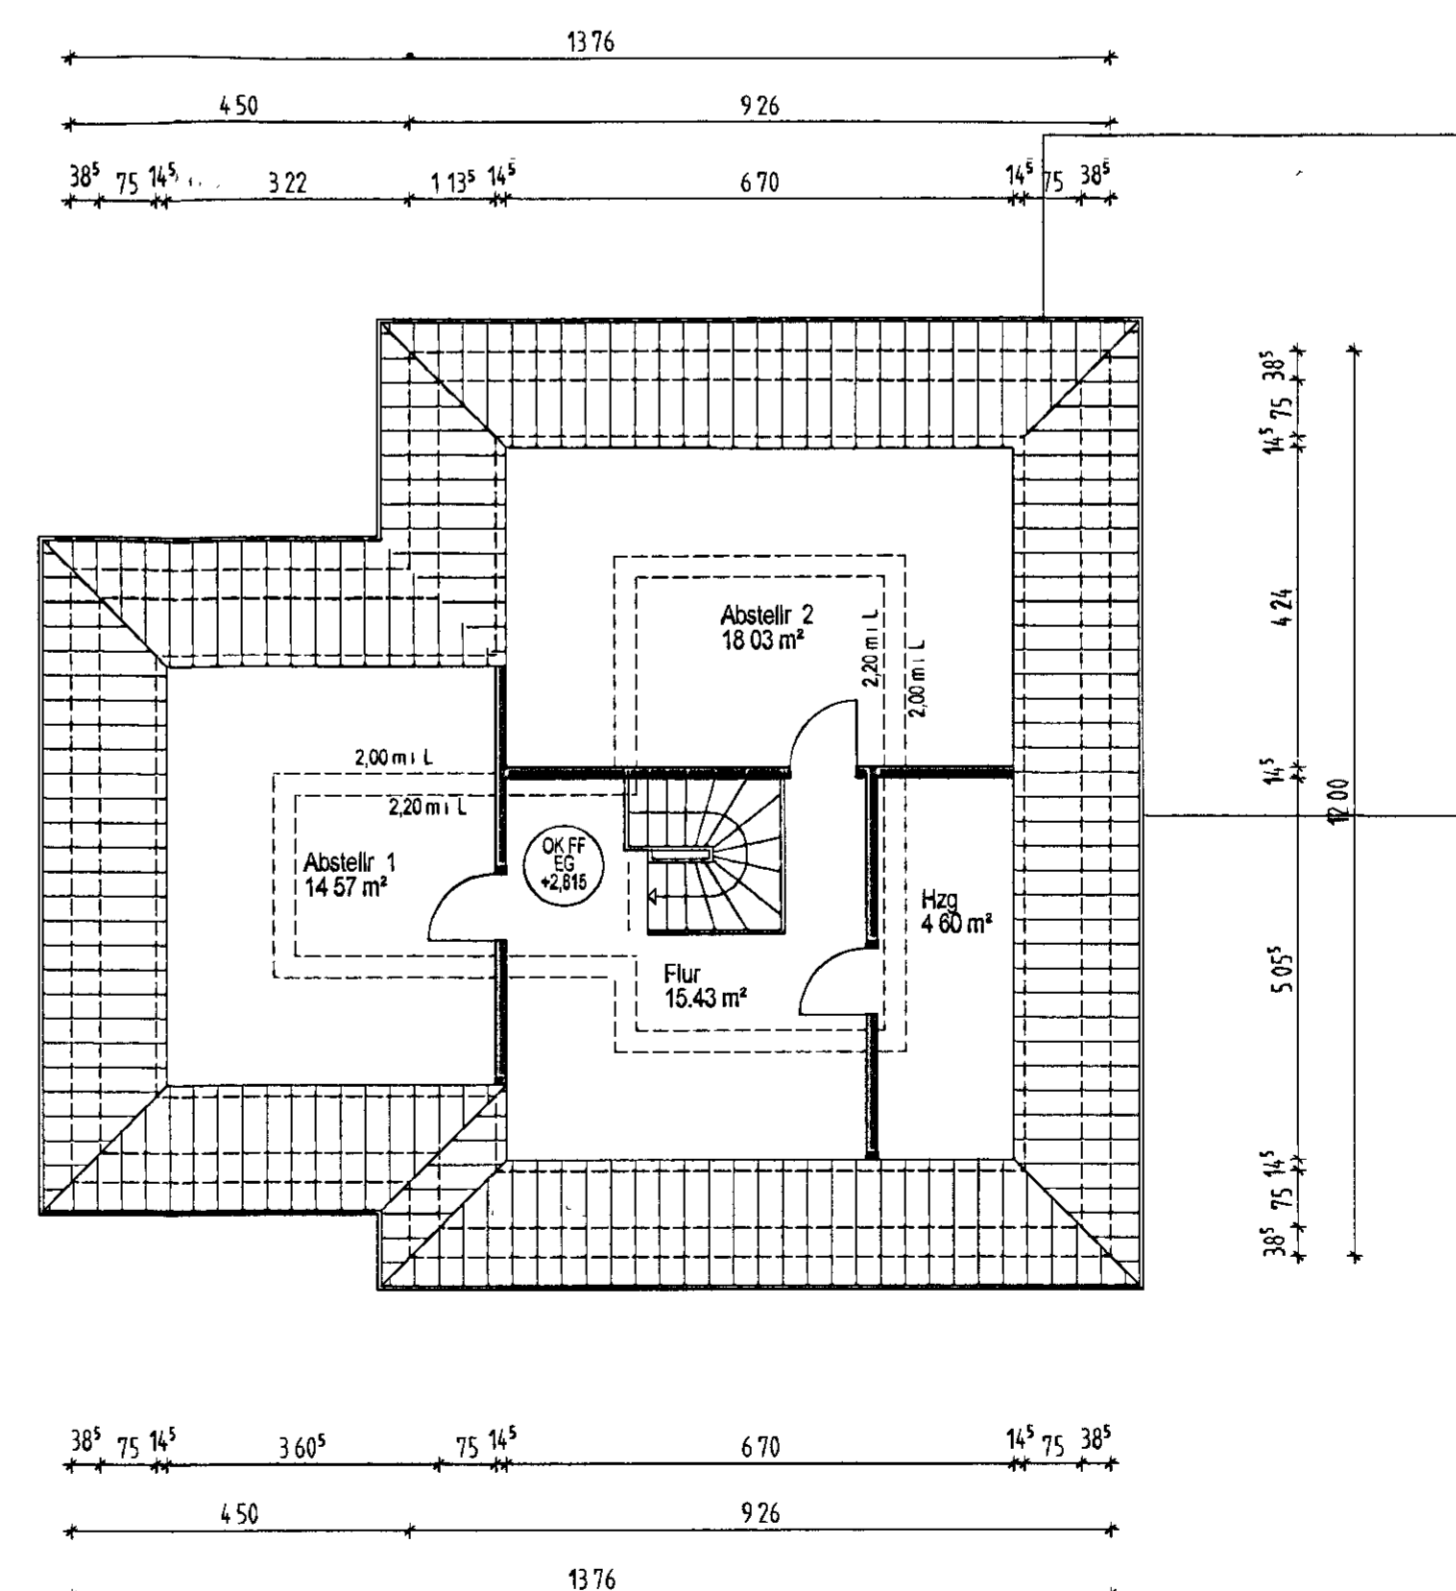 13 76
4 50 9 26
38⁵ 75 14⁵ 3 22 1 13⁵ 14⁵ 6 70 14⁵ 75 38⁵
38⁵
75
14⁵
4 24
14⁵
12 00
5 05⁵
14⁵
75
38⁵
Abstellr 2
18 03 m²
2,20 m i L
2,00 m i L
2,00 m i L
2,20 m i L
Abstellr 1
14 57 m²
OK FF
EG
+2,815
Hzg
4 60 m²
Flur
15.43 m²
38⁵ 75 14⁵ 3 60⁵ 75 14⁵ 6 70 14⁵ 75 38⁵
4 50 9 26
13 76